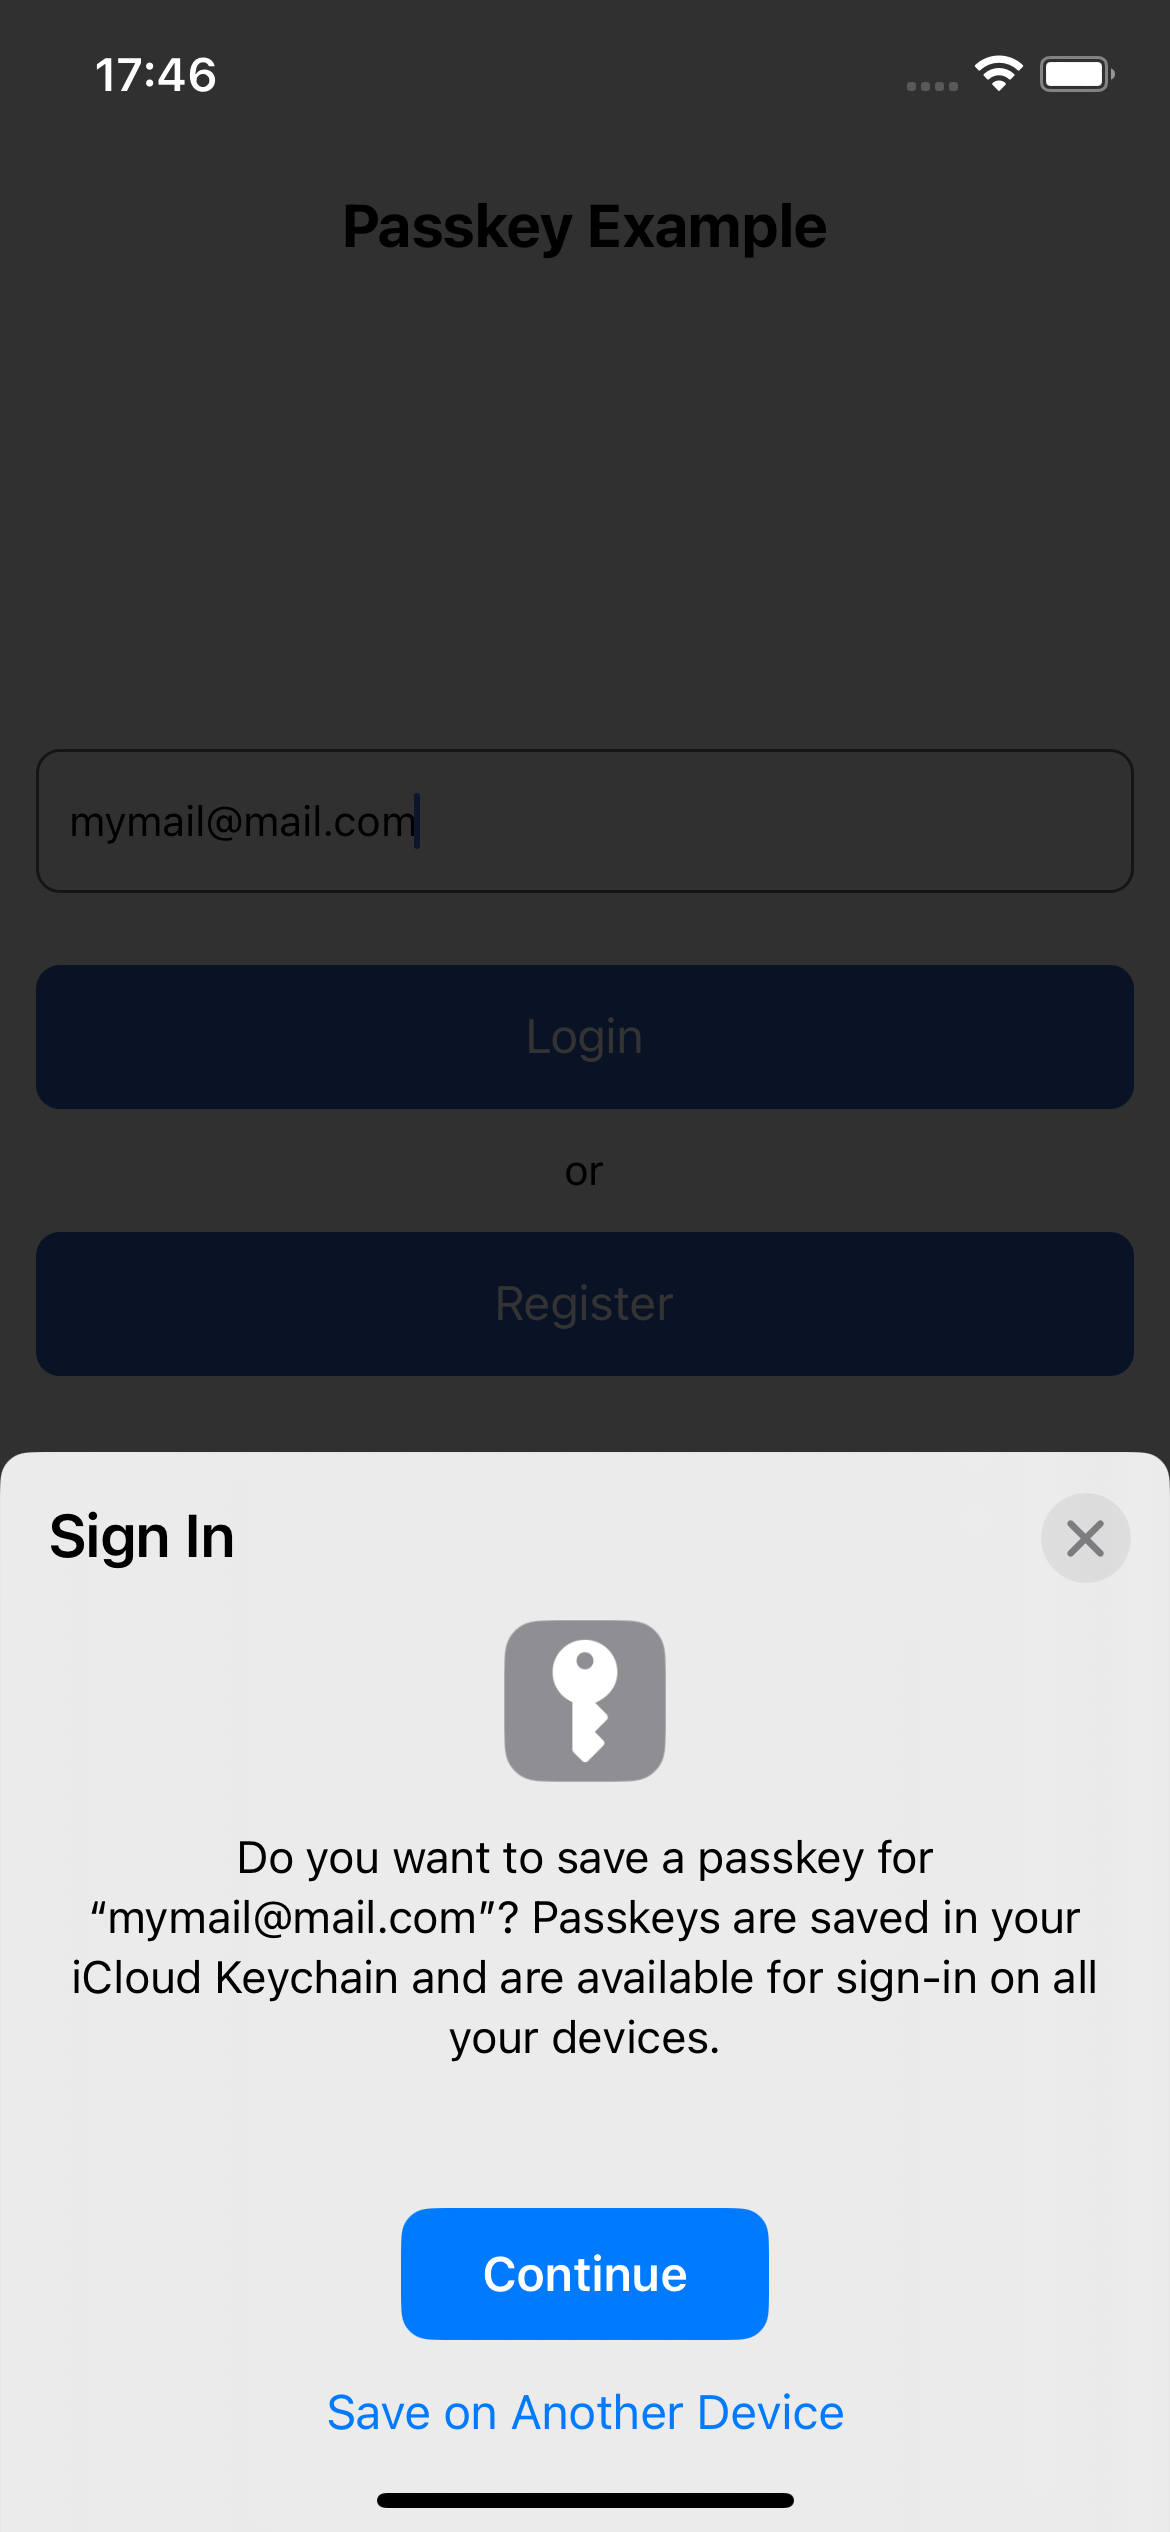 17:46
Passkey Example
mymail@mail.com
Login
or
Register
Sign In
Do you want to save a passkey for
“mymail@mail.com”? Passkeys are saved in your
iCloud Keychain and are available for sign-in on all
your devices.
Continue
Save on Another Device